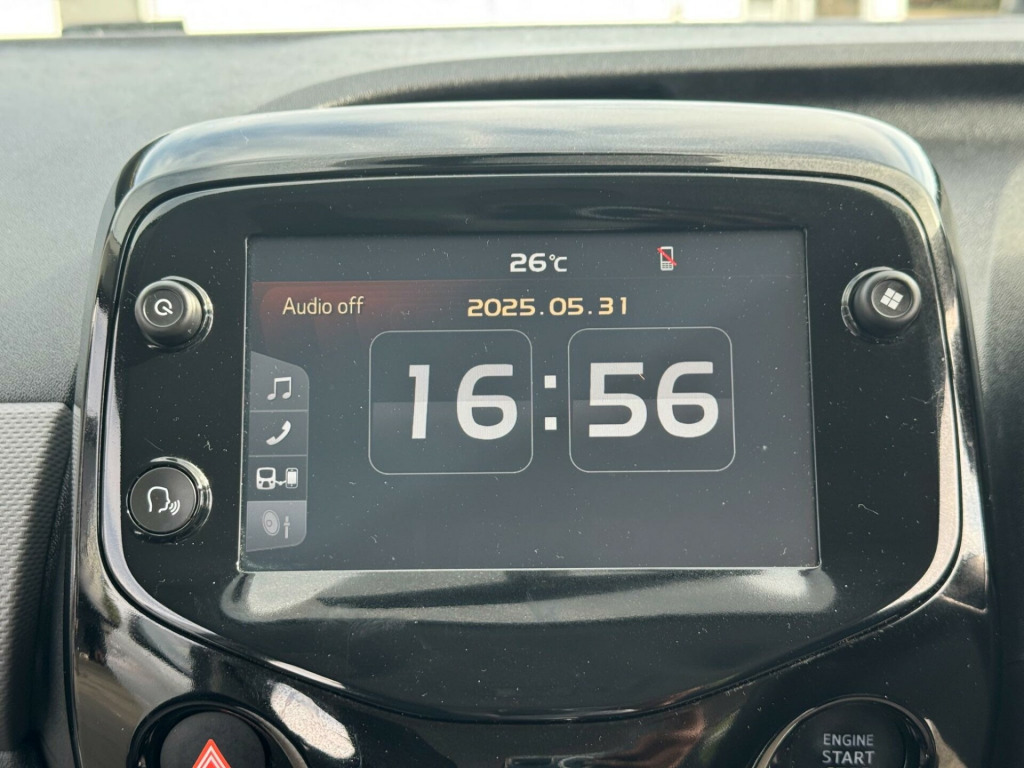 26°C
Audio off
2025.05.31
16:56
ENGINE
START